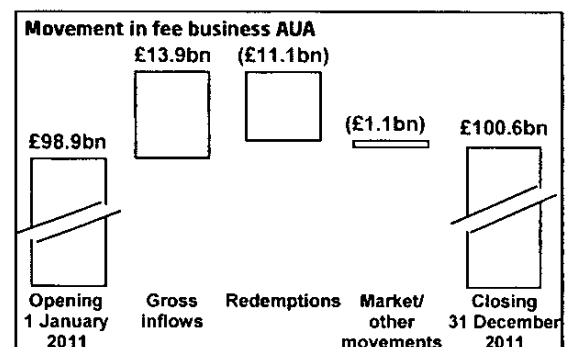 Movement in fee business AUA
£13.9bn (£11.1bn)
£98.9bn (£1.1bn) £100.6bn
Opening
1 January
2011
Gross
inflows
Redemptions
Market/
other
movements
Closing
31 December
2011